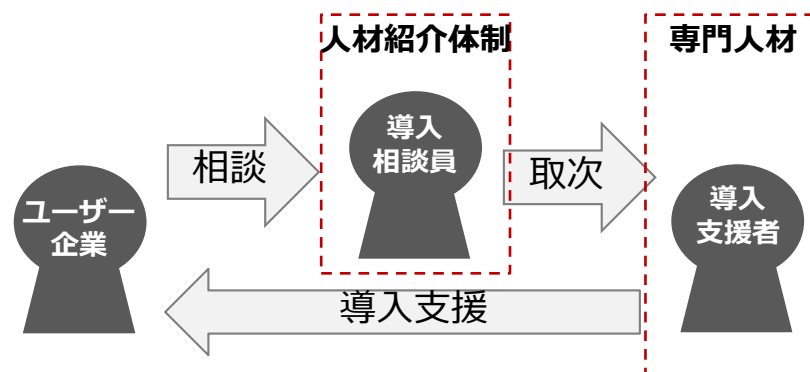 人材紹介体制
専門人材
導入
相談員
相談
取次
ユーザー
企業
導入
支援者
導入支援